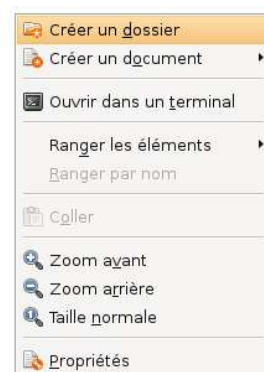 Créer un dossier
Créer un document
Ouvrir dans un terminal
Ranger les éléments
Ranger par nom
Coller
Zoom avant
Zoom arrière
Taille normale
Propriétés